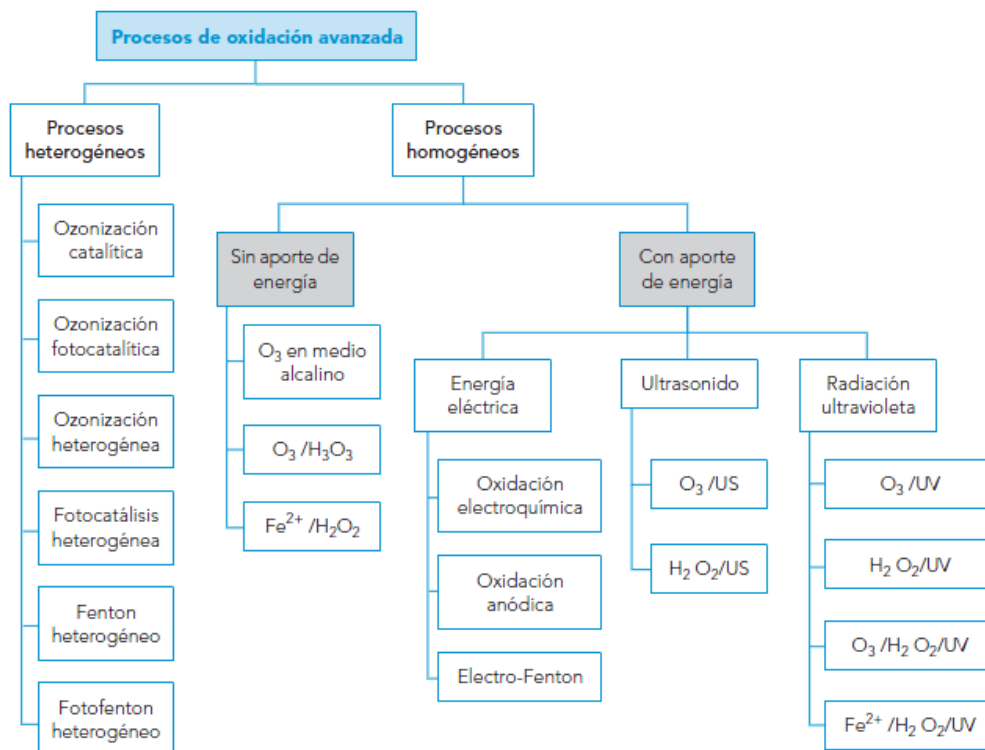 Procesos de oxidación avanzada
Procesos
heterogéneos
Ozonización
catalítica
Ozonización
fotocatalítica
Ozonización
heterogénea
Fotocatálisis
heterogénea
Fenton
heterogéneo
Fotofenton
heterogéneo
Procesos
homogéneos
Sin aporte de
energía
O₃ en medio
alcalino
O₃ /H₃O₃
Fe²⁺ /H₂O₂
Con aporte
de energía
Energía
eléctrica
Oxidación
electroquímica
Oxidación
anódica
Electro-Fenton
Ultrasonido
O₃ /US
H₂ O₂/US
Radiación
ultravioleta
O₃ /UV
H₂ O₂/UV
O₃ /H₂ O₂/UV
Fe²⁺ /H₂ O₂/UV